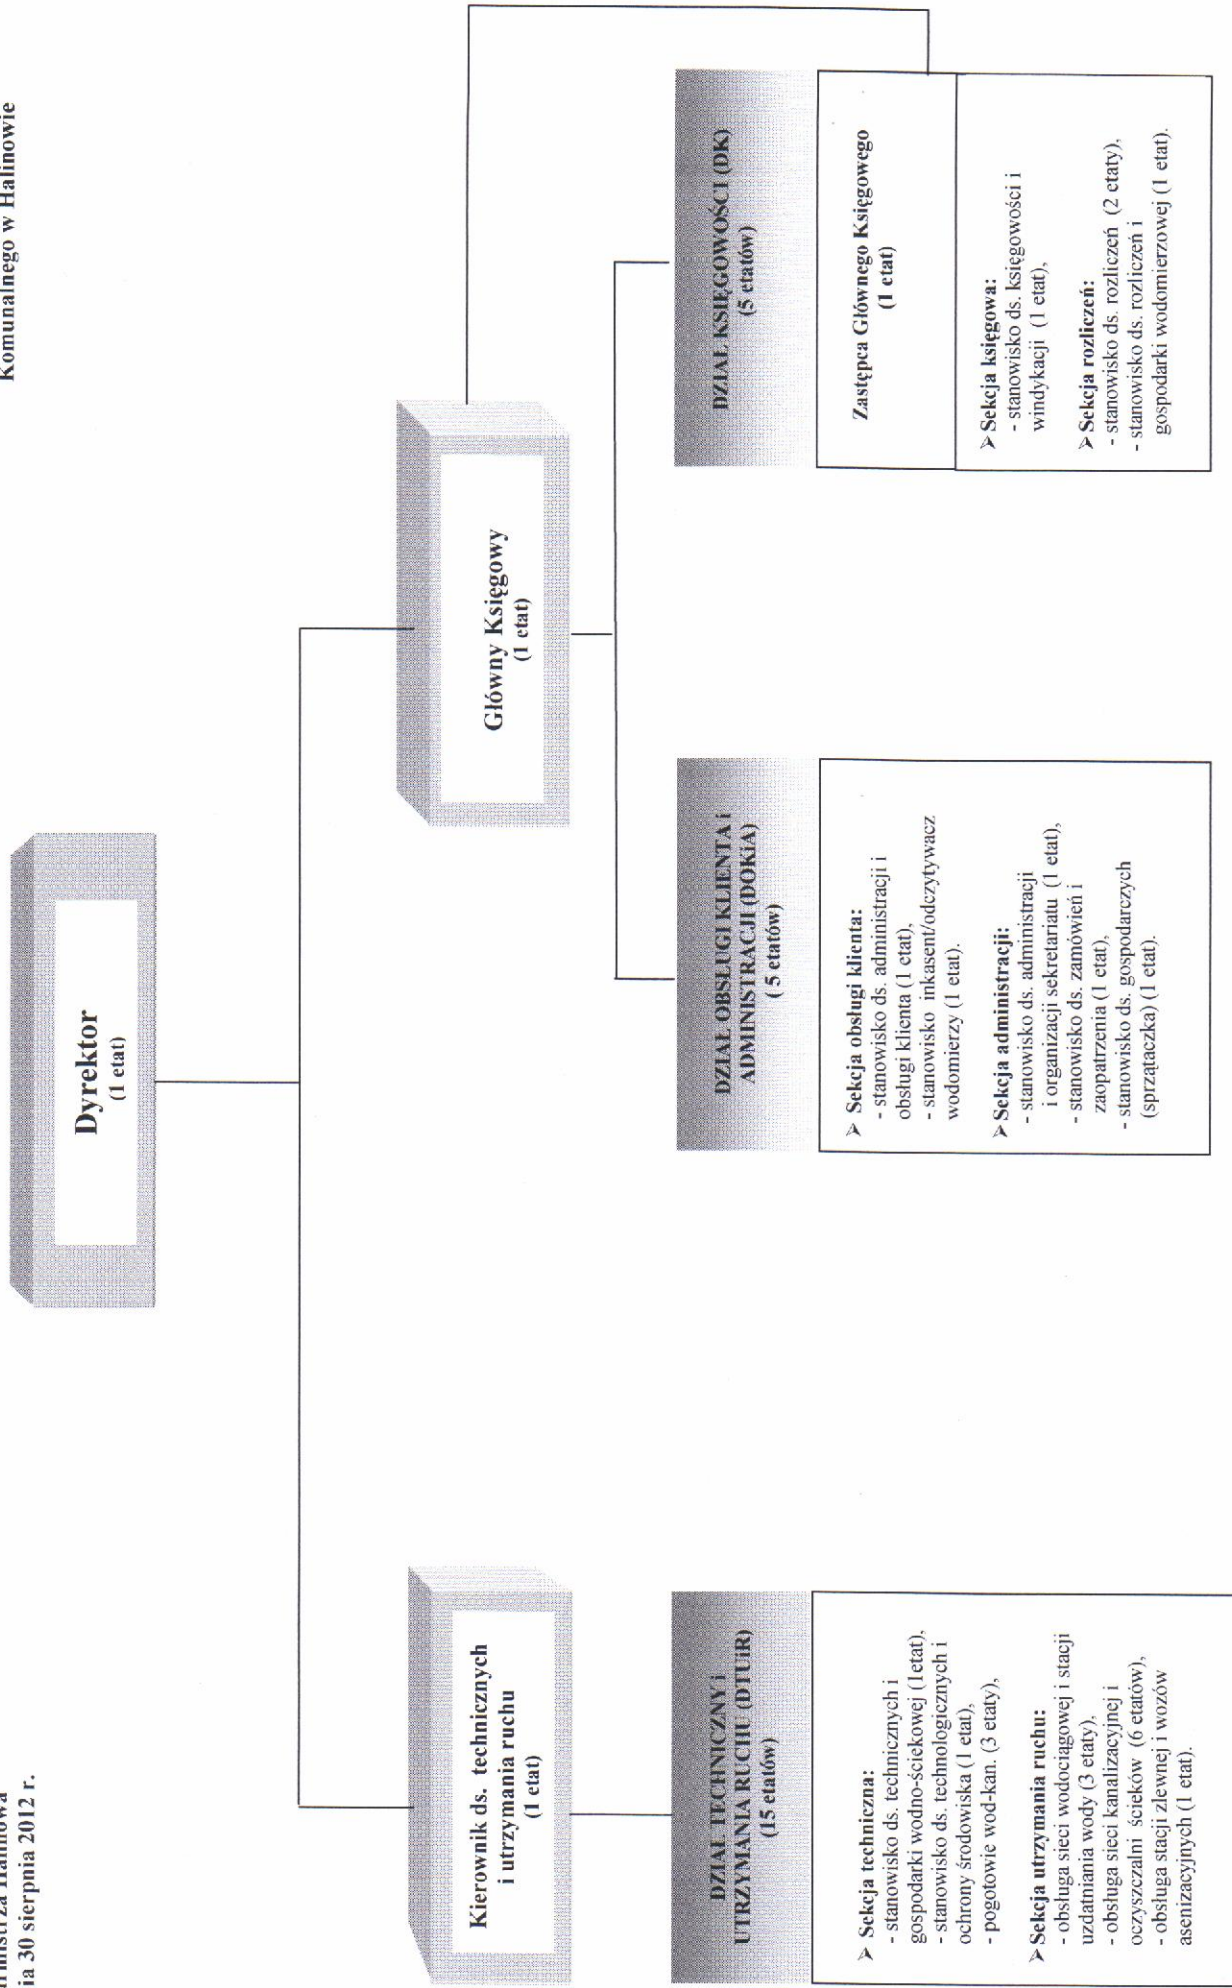 Halinowa
ia 30 sierpnia 2012 r.
Komunalnego w Halinowie
Dyrektor
(1 etat)
Kierownik ds. technicznych
i utrzymania ruchu
(1 etat)
Główny Księgowy
(1 etat)
DZIAŁ TECHNICZNY i
UTRZYMANIA RUCHU (DTUiR)
(15 etatów)
➢ Sekcja techniczna:
- stanowisko ds. technicznych i
gospodarki wodno-ściekowej (1etat),
- stanowisko ds. technologicznych i
ochrony środowiska (1 etat),
- pogotowie wod-kan. (3 etaty),
➢ Sekcja utrzymania ruchu:
- obsługa sieci wodociągowej i stacji
uzdatniania wody (3 etaty),
- obsługa sieci kanalizacyjnej i
oczyszczalni ścieków (6 etatów),
- obsługa stacji zlewnej i wozów
asenizacyjnych (1 etat).
DZIAŁ OBSŁUGI KLIENTA i
ADMINISTRACJI (DOKiA)
( 5 etatów)
➢ Sekcja obsługi klienta:
- stanowisko ds. administracji i
obsługi klienta (1 etat),
- stanowisko inkasent/odczytywacz
wodomierzy (1 etat).
➢ Sekcja administracji:
- stanowisko ds. administracji
i organizacji sekretariatu (1 etat),
- stanowisko ds. zamówień i
zaopatrzenia (1 etat),
- stanowisko ds. gospodarczych
(sprzątaczka) (1 etat).
DZIAŁ KSIĘGOWOŚCI (DK)
(5 etatów)
Zastępca Głównego Księgowego
(1 etat)
➢ Sekcja księgowa:
- stanowisko ds. księgowości i
windykacji (1 etat),
➢ Sekcja rozliczeń:
- stanowisko ds. rozliczeń (2 etaty),
- stanowisko ds. rozliczeń i
gospodarki wodomierzowej (1 etat).